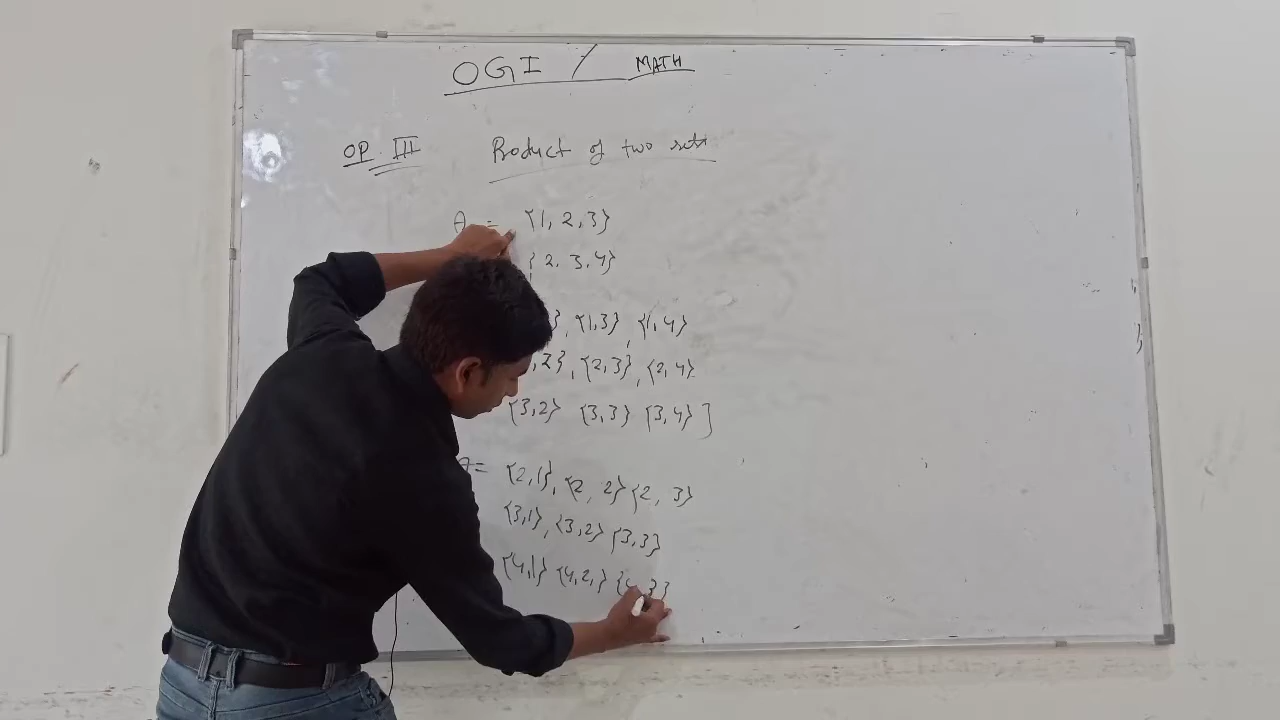 OGI / MATH
OP. III Product of two sets
A = {1, 2, 3}
{2, 3, 4}
}, {1,3}, {1,4}
, 2}, {2,3}, {2,4}
{3,2} {3,3} {3,4}]
A = {2,1}, {2, 2} {2, 3}
{3,1}, {3,2} {3,3}
{4,1} {4,2,} {4, 3}